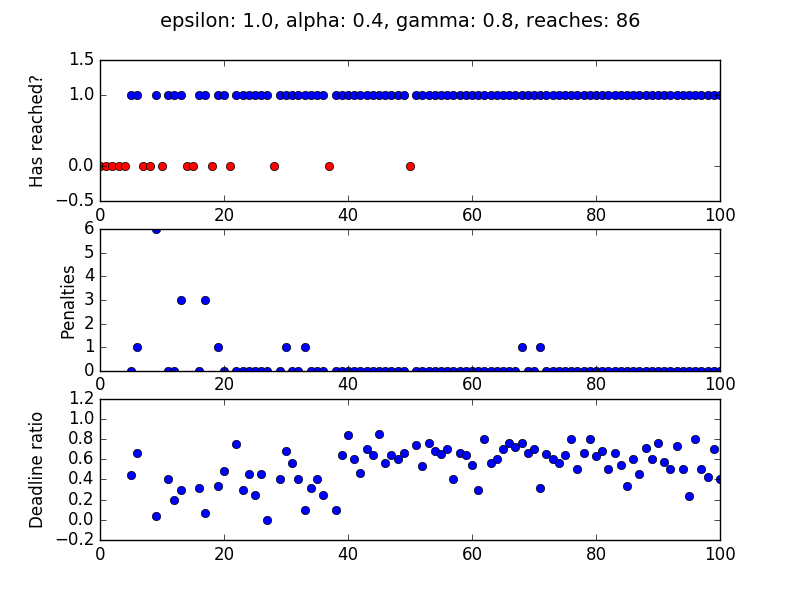 epsilon: 1.0, alpha: 0.4, gamma: 0.8, reaches: 86
Has reached?
1.5
1.0
0.0
−0.5
0 20 40 60 80 100
Penalties
6
5
4
3
2
1
0
0 20 40 60 80 100
Deadline ratio
1.2
1.0
0.8
0.6
0.4
0.2
0.0
−0.2
0 20 40 60 80 100